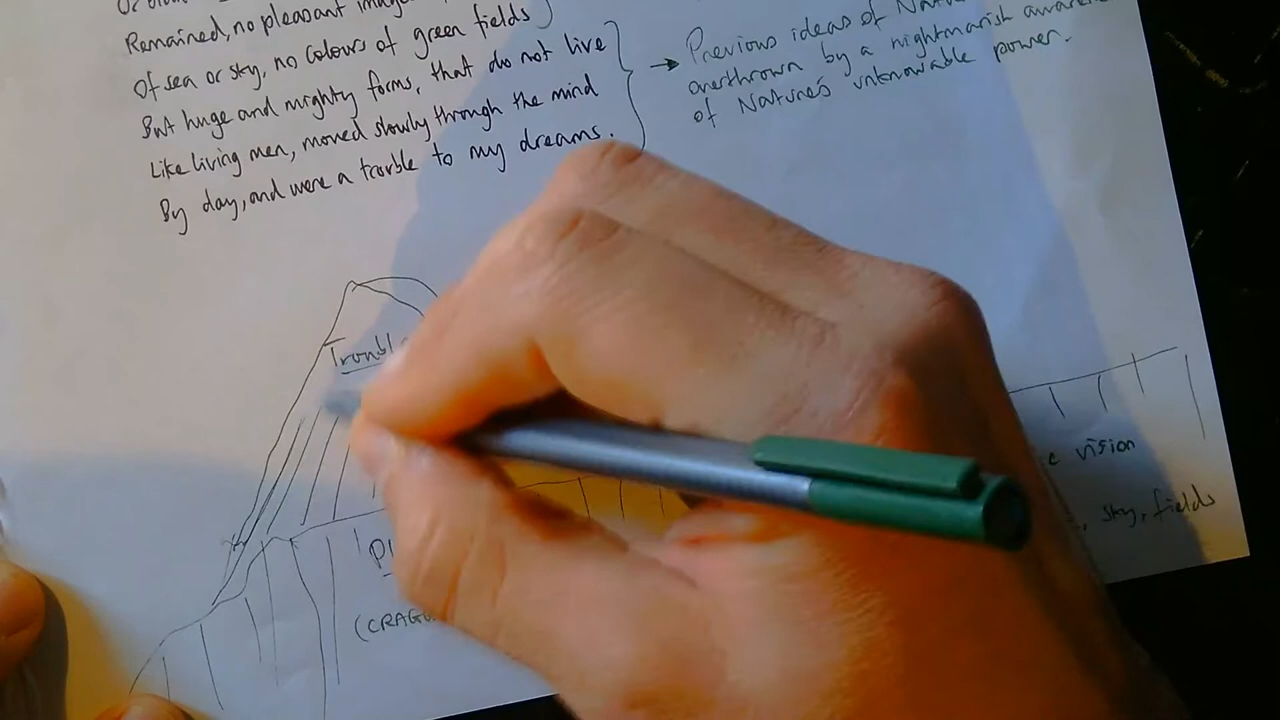 Remained, no pleasant
Of sea or sky, no colours of green fields
But huge and mighty forms, that do not live
Like living men, moved slowly through the mind
By day, and were a trouble to my dreams.
Previous ideas of
overthrown by a nightmarish
of Nature's unknowable power.
vision
sky, fields